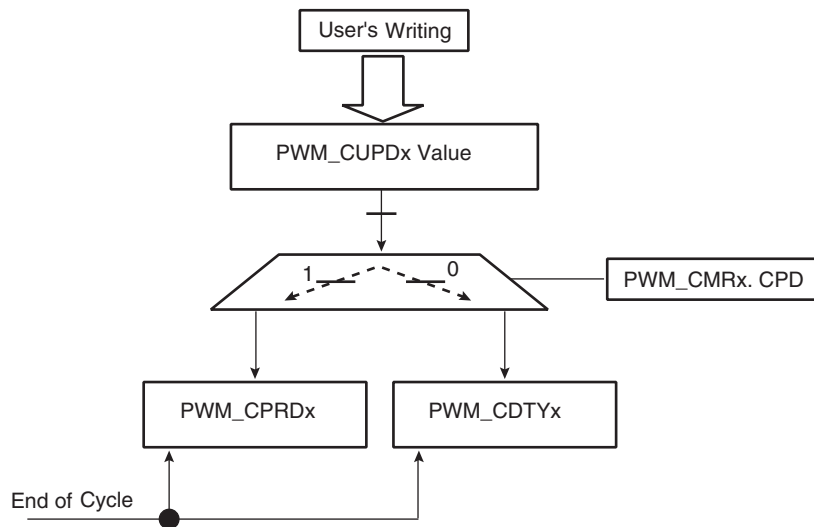 User's Writing
PWM_CUPDx Value
1
0
PWM_CMRx. CPD
PWM_CPRDx
PWM_CDTYx
End of Cycle